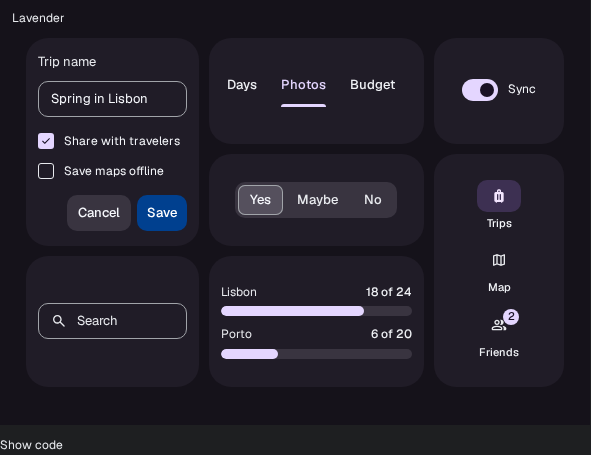 Lavender
Trip name
Spring in Lisbon
Share with travelers
Save maps offline
Cancel Save
Search
Days Photos Budget
Yes Maybe No
Lisbon 18 of 24
Porto 6 of 20
Sync
Trips
Map
2
Friends
Show code